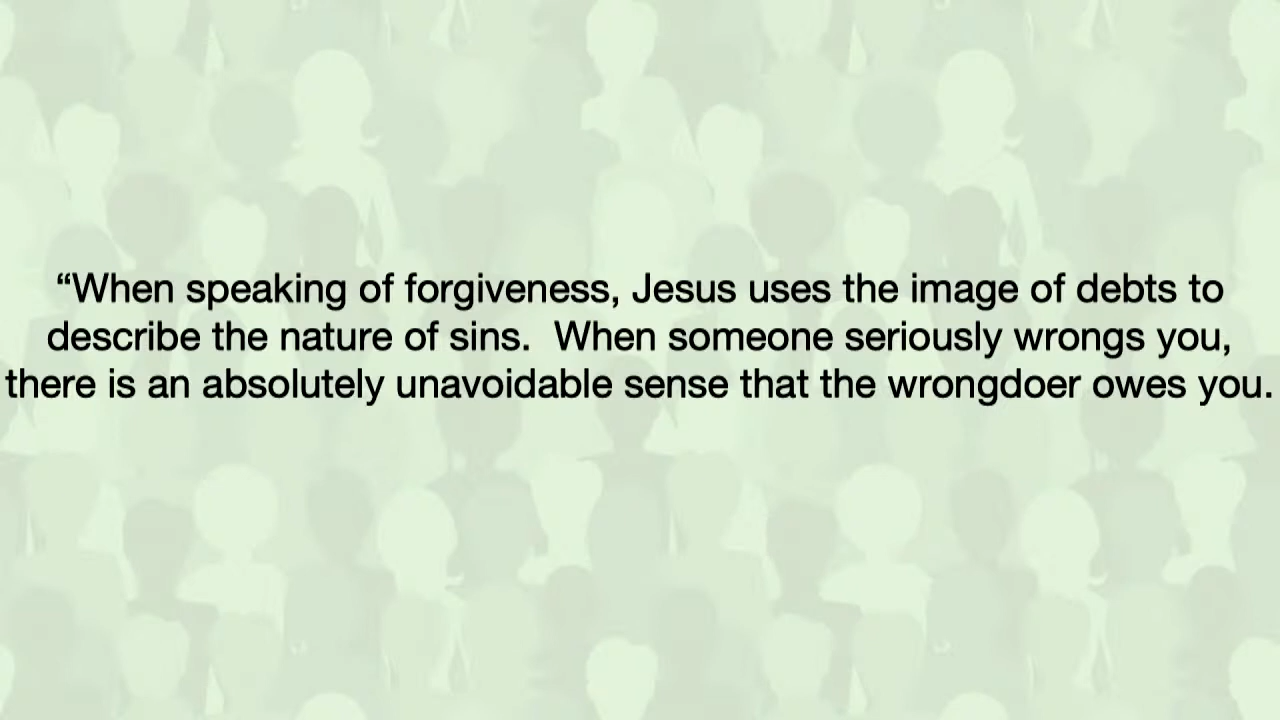 “When speaking of forgiveness, Jesus uses the image of debts to
describe the nature of sins.  When someone seriously wrongs you,
there is an absolutely unavoidable sense that the wrongdoer owes you.